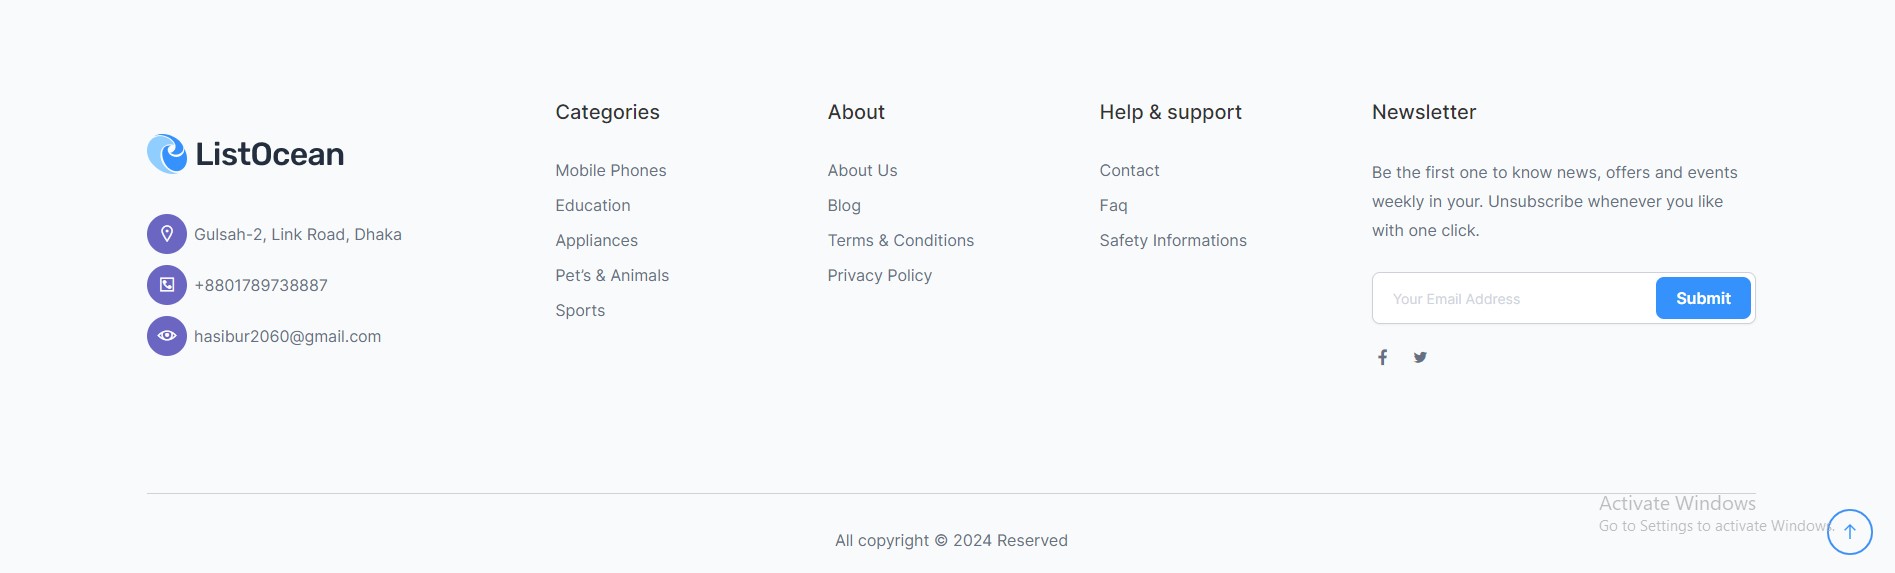 ListOcean
Gulsah-2, Link Road, Dhaka
+8801789738887
hasibur2060@gmail.com
Categories
Mobile Phones
Education
Appliances
Pet's & Animals
Sports
About
About Us
Blog
Terms & Conditions
Privacy Policy
Help & support
Contact
Faq
Safety Informations
Newsletter
Be the first one to know news, offers and events
weekly in your. Unsubscribe whenever you like
with one click.
Your Email Address
Submit
All copyright © 2024 Reserved
Activate Windows
Go to Settings to activate Windows.